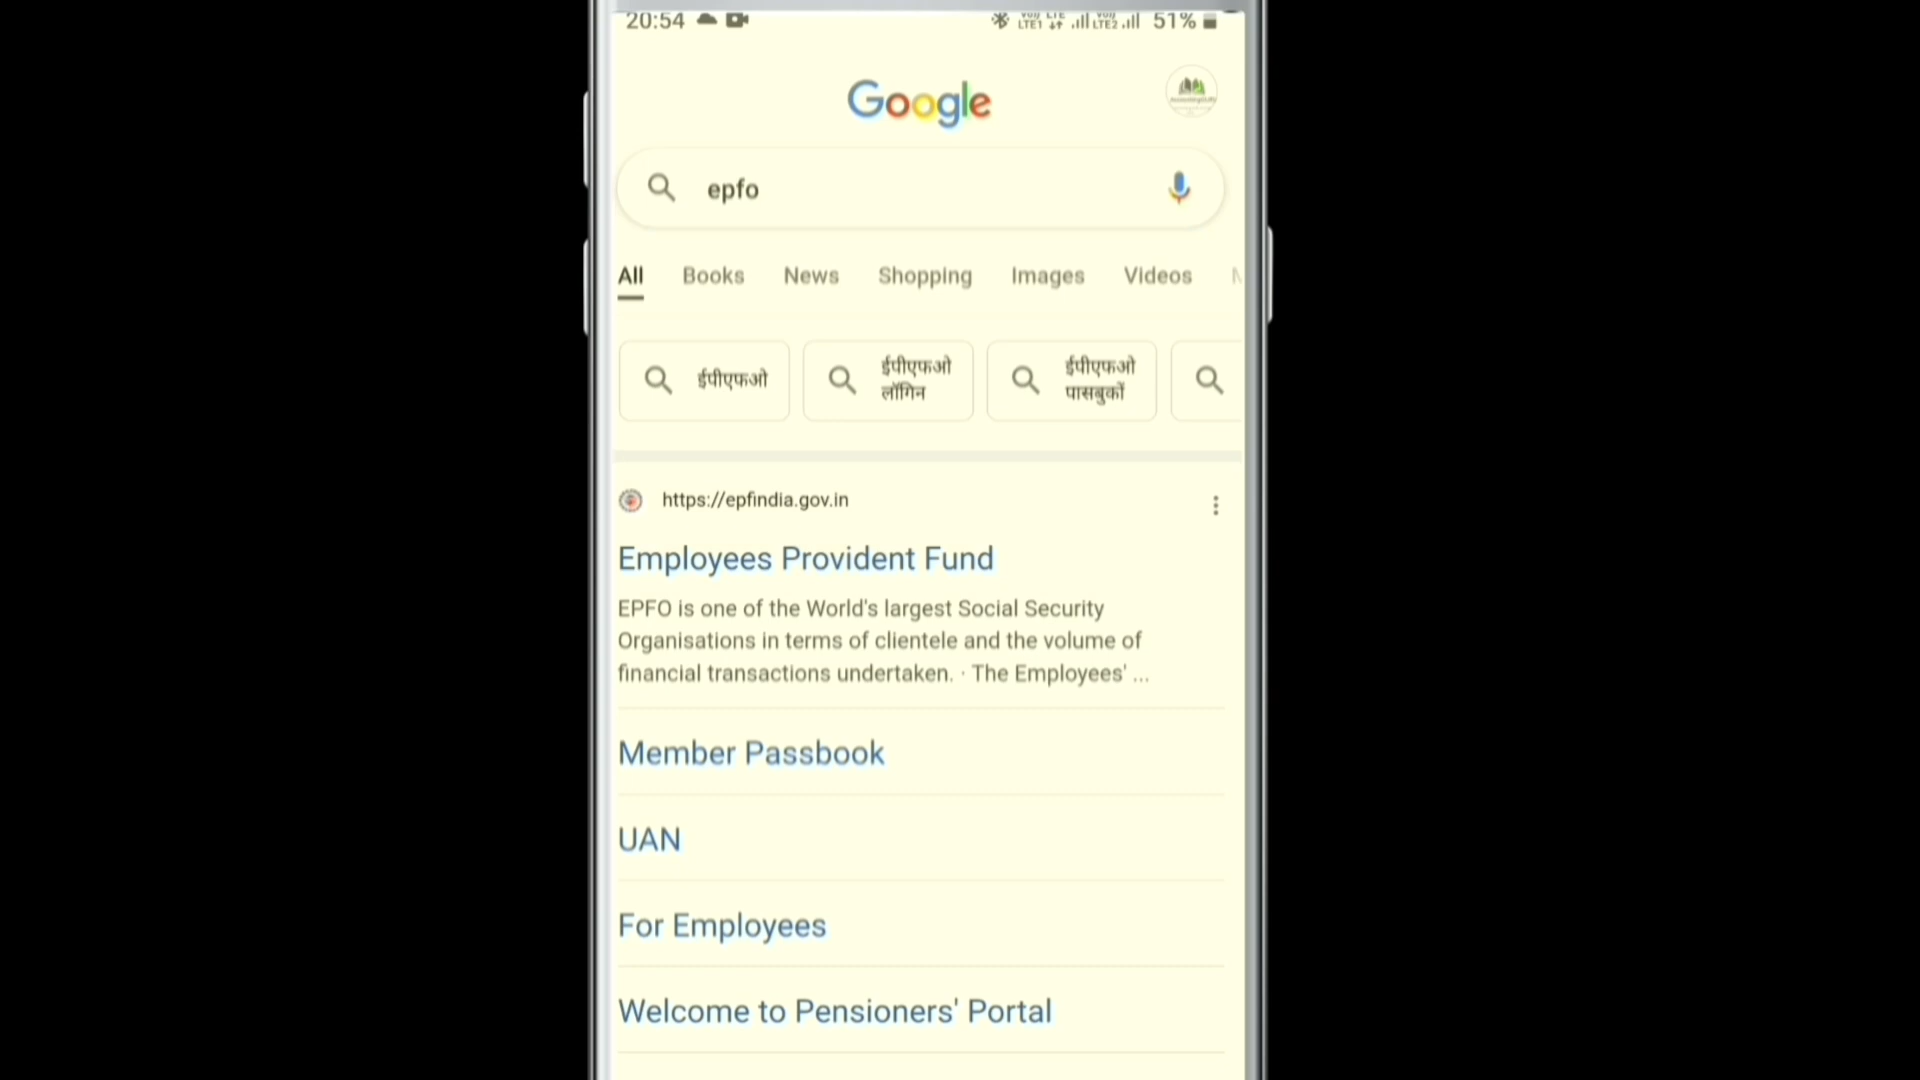 20:54 51%
Google
epfo
All Books News Shopping Images Videos
ईपीएफओ
ईपीएफओ
लॉगिन
ईपीएफओ
पासबुकों
https://epfindia.gov.in
Employees Provident Fund
EPFO is one of the World's largest Social Security
Organisations in terms of clientele and the volume of
financial transactions undertaken. · The Employees' ...
Member Passbook
UAN
For Employees
Welcome to Pensioners' Portal